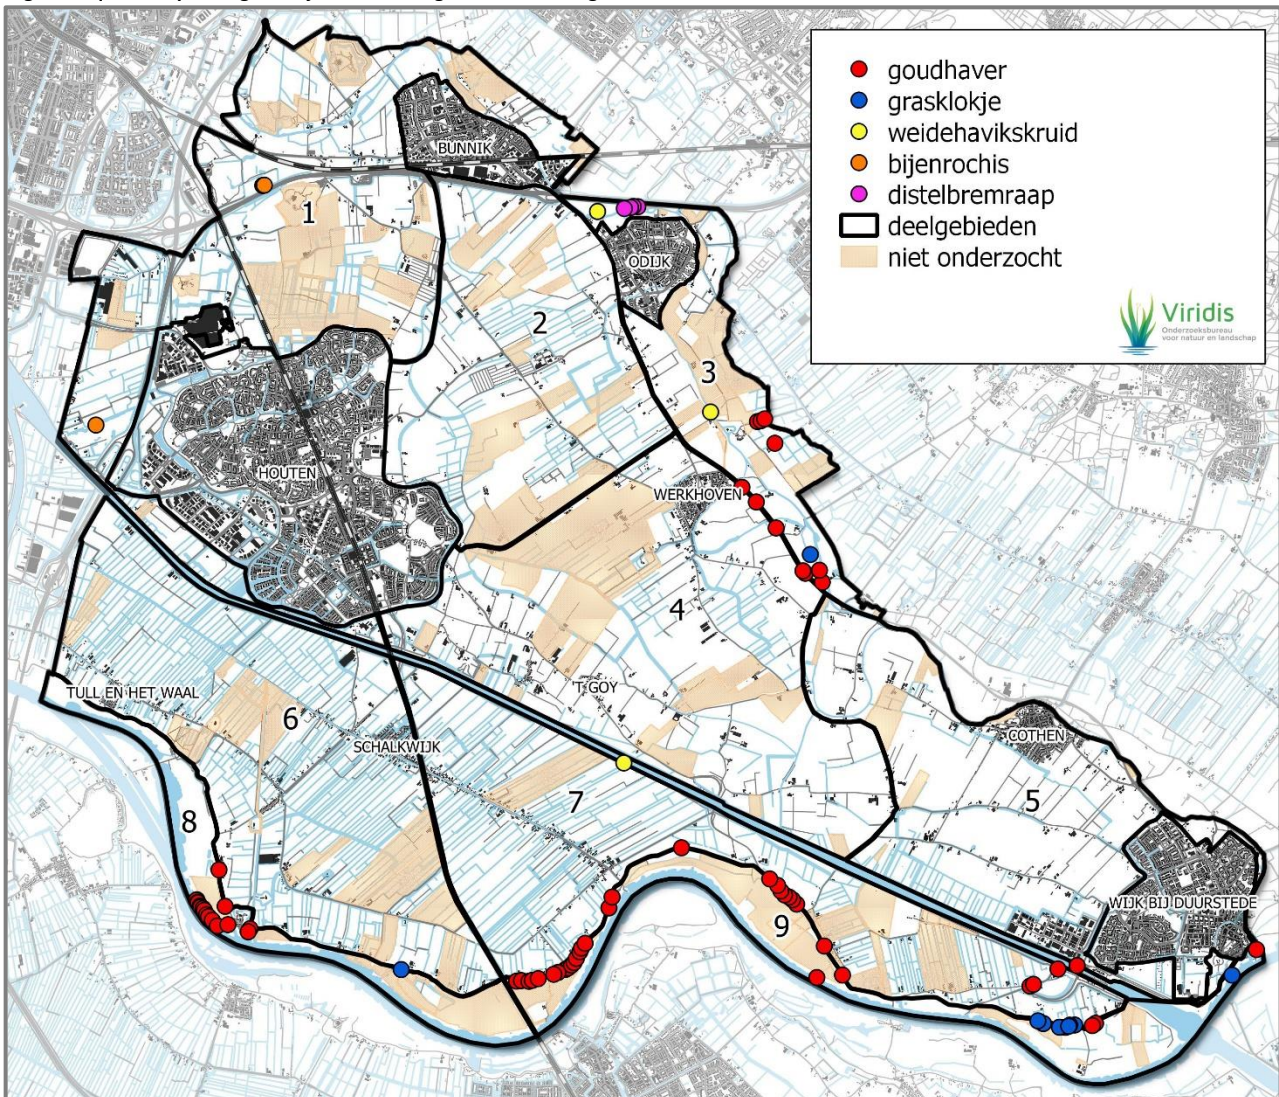 goudhaver
grasklokje
weidehavikskruid
bijenrochis
distelbremraap
deelgebieden
niet onderzocht
Viridis
Onderzoeksbureau
voor natuur en landschap
BUNNIK
1
ODIJK
2
3
HOUTEN
WERKHOVEN
4
'T GOY
TULL EN HET WAAL
6
SCHALKWIJK
COTHEN
7
5
8
9
WIJK BIJ DUURSTEDE